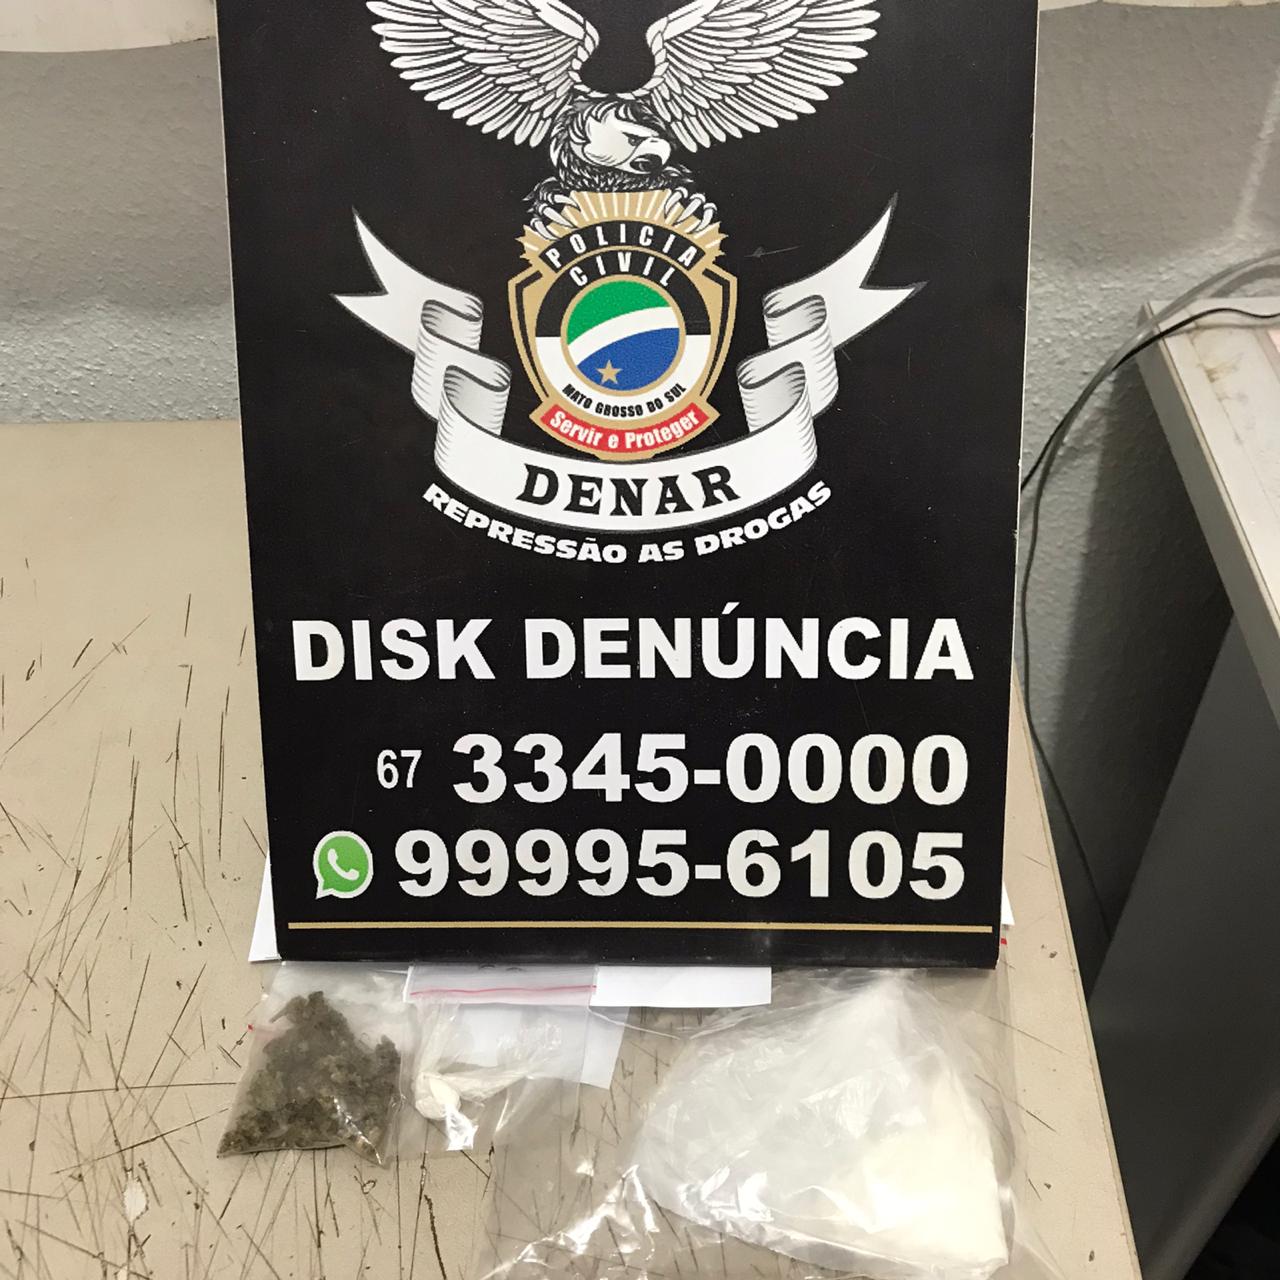 POLICIA
CIVIL
MATO GROSSO DO SUL
Servir e Proteger
DENAR
REPRESSÃO AS DROGAS
DISK DENÚNCIA
67 3345-0000
99995-6105